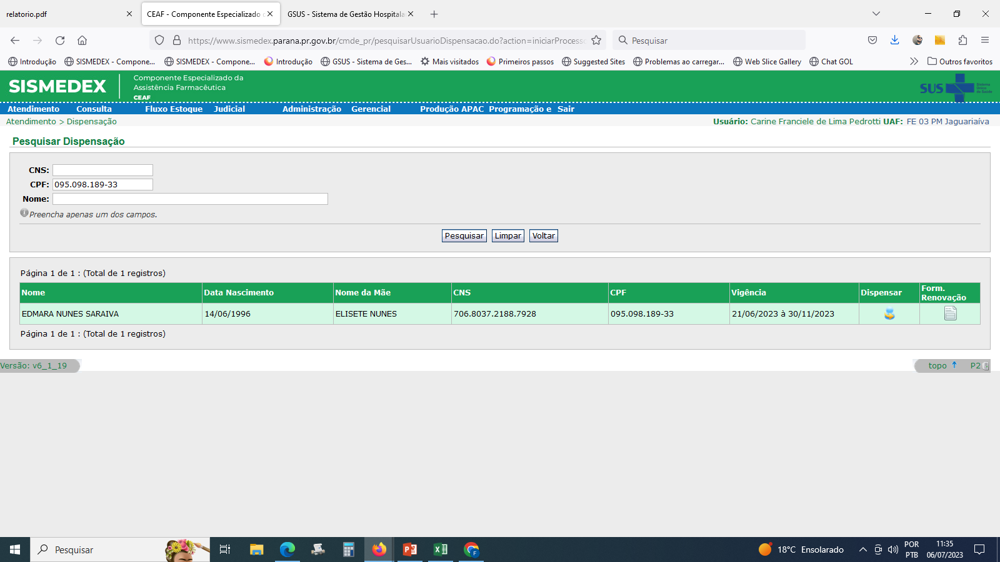 relatorio.pdf
CEAF - Componente Especializado
GSUS - Sistema de Gestão Hospitala
https://www.sismedex.parana.pr.gov.br/cmde_pr/pesquisarUsuarioDispensacao.do?action=iniciarProcesso
Pesquisar
Introdução
SISMEDEX - Compone...
SISMEDEX - Compone...
Introdução
GSUS - Sistema de Ges...
Mais visitados
Primeiros passos
Suggested Sites
Problemas ao carregar...
Web Slice Gallery
Chat GOL
Outros favoritos
SISMEDEX
Componente Especializado da
Assistência Farmacêutica
CEAF
SUS
Sistema
Único
de Saúde
Atendimento Consulta Fluxo Estoque Judicial Administração Gerencial Produção APAC Programação e Sair
Atendimento > Dispensação
Usuário: Carine Franciele de Lima Pedrotti UAF: FE 03 PM Jaguariaíva
Pesquisar Dispensação
CNS:
CPF: 095.098.189-33
Nome:
Preencha apenas um dos campos.
Pesquisar Limpar Voltar
Página 1 de 1 : (Total de 1 registros)
Nome Data Nascimento Nome da Mãe CNS CPF Vigência Dispensar Form. Renovação
EDMARA NUNES SARAIVA 14/06/1996 ELISETE NUNES 706.8037.2188.7928 095.098.189-33 21/06/2023 à 30/11/2023
Página 1 de 1 : (Total de 1 registros)
Versão: v6_1_19
topo P2
Pesquisar
18°C Ensolarado
POR
PTB
11:35
06/07/2023